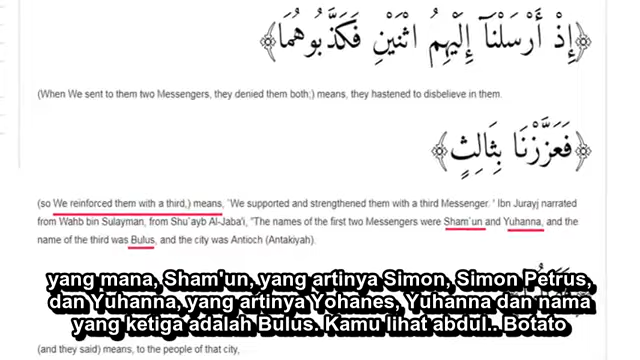 ﴿إِذْ أَرْسَلْنَآ إِلَيْهِمُ اثْنَيْنِ فَكَذَّبُوهُمَا﴾
(When We sent to them two Messengers, they denied them both;) means, they hastened to disbelieve in them.
﴿فَعَزَّزْنَا بِثَالِثٍ﴾
(so We reinforced them with a third,) means, "We supported and strengthened them with a third Messenger. ' Ibn Jurayj narrated
from Wahb bin Sulayman, from Shu`ayb Al-Jaba'i, "The names of the first two Messengers were Sham`un and Yuhanna, and the
name of the third was Bulus, and the city was Antioch (Antakiyah).
yang mana, Sham'un, yang artinya Simon, Simon Petrus,
dan Yuhanna, yang artinya Yohanes, Yuhanna dan nama
yang ketiga adalah Bulus. Kamu lihat abdul.. Botato
(and they said) means, to the people of that city,